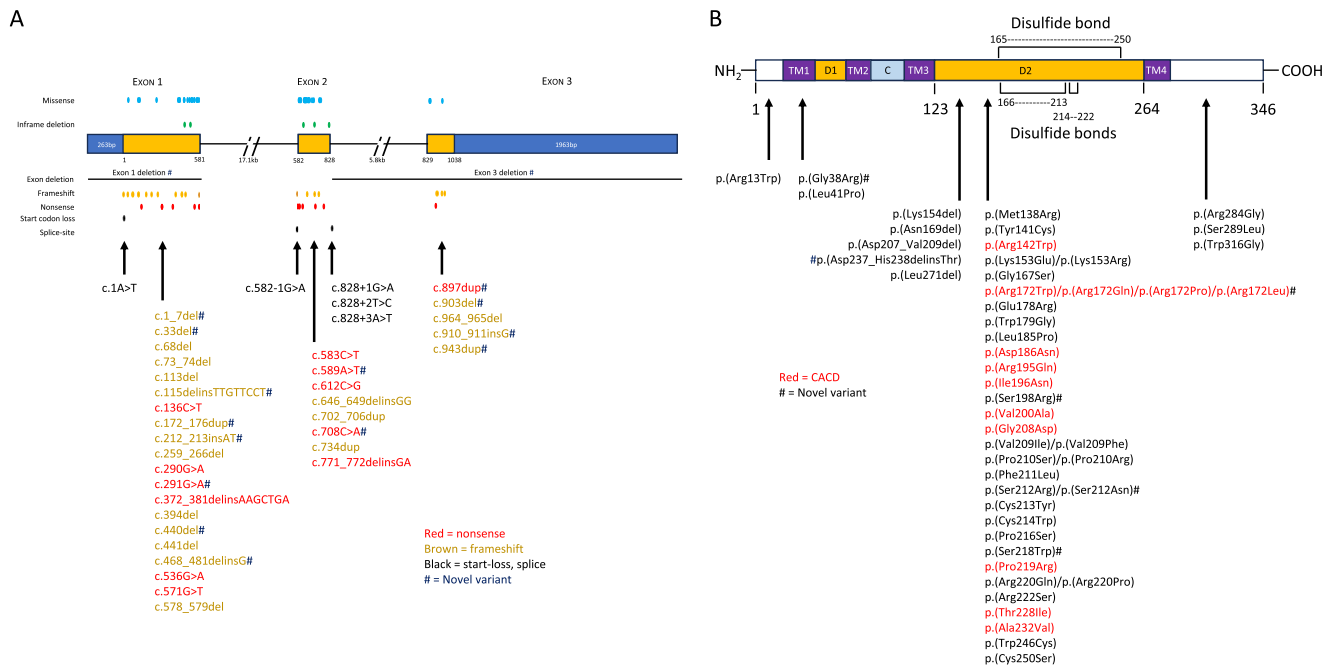 A
EXON 1
EXON 2
EXON 3
Missense
Inframe deletion
263bp
1963bp
1
581
17.1kb
582
828
5.8kb
829
1038
Exon deletion
Exon 1 deletion #
Exon 3 deletion #
Frameshift
Nonsense
Start codon loss
Splice-site
c.1A>T
c.1_7del#
c.33del#
c.68del
c.73_74del
c.113del
c.115delinsTTGTTCCT#
c.136C>T
c.172_176dup#
c.212_213insAT#
c.259_266del
c.290G>A
c.291G>A#
c.372_381delinsAAGCTGA
c.394del
c.440del#
c.441del
c.468_481delinsG#
c.536G>A
c.571G>T
c.578_579del
c.582-1G>A
c.583C>T
c.589A>T#
c.612C>G
c.646_649delinsGG
c.702_706dup
c.708C>A#
c.734dup
c.771_772delinsGA
c.828+1G>A
c.828+2T>C
c.828+3A>T
c.897dup#
c.903del#
c.964_965del
c.910_911insG#
c.943dup#
Red = nonsense
Brown = frameshift
Black = start-loss, splice
# = Novel variant
B
Disulfide bond
165----------------------------250
NH2
TM1
D1
TM2
C
TM3
D2
TM4
COOH
1
123
166-----------213
214--222
264
346
Disulfide bonds
p.(Arg13Trp)
p.(Gly38Arg)#
p.(Leu41Pro)
p.(Lys154del)
p.(Asn169del)
p.(Asp207_Val209del)
#p.(Asp237_His238delinsThr)
p.(Leu271del)
p.(Met138Arg)
p.(Tyr141Cys)
p.(Arg142Trp)
p.(Lys153Glu)/p.(Lys153Arg)
p.(Gly167Ser)
p.(Arg172Trp)/p.(Arg172Gln)/p.(Arg172Pro)/p.(Arg172Leu)#
p.(Glu178Arg)
p.(Trp179Gly)
p.(Leu185Pro)
p.(Asp186Asn)
p.(Arg195Gln)
p.(Ile196Asn)
p.(Ser198Arg)#
p.(Val200Ala)
p.(Gly208Asp)
p.(Val209Ile)/p.(Val209Phe)
p.(Pro210Ser)/p.(Pro210Arg)
p.(Phe211Leu)
p.(Ser212Arg)/p.(Ser212Asn)#
p.(Cys213Tyr)
p.(Cys214Trp)
p.(Pro216Ser)
p.(Ser218Trp)#
p.(Pro219Arg)
p.(Arg220Gln)/p.(Arg220Pro)
p.(Arg222Ser)
p.(Thr228Ile)
p.(Ala232Val)
p.(Trp246Cys)
p.(Cys250Ser)
p.(Arg284Gly)
p.(Ser289Leu)
p.(Trp316Gly)
Red = CACD
# = Novel variant